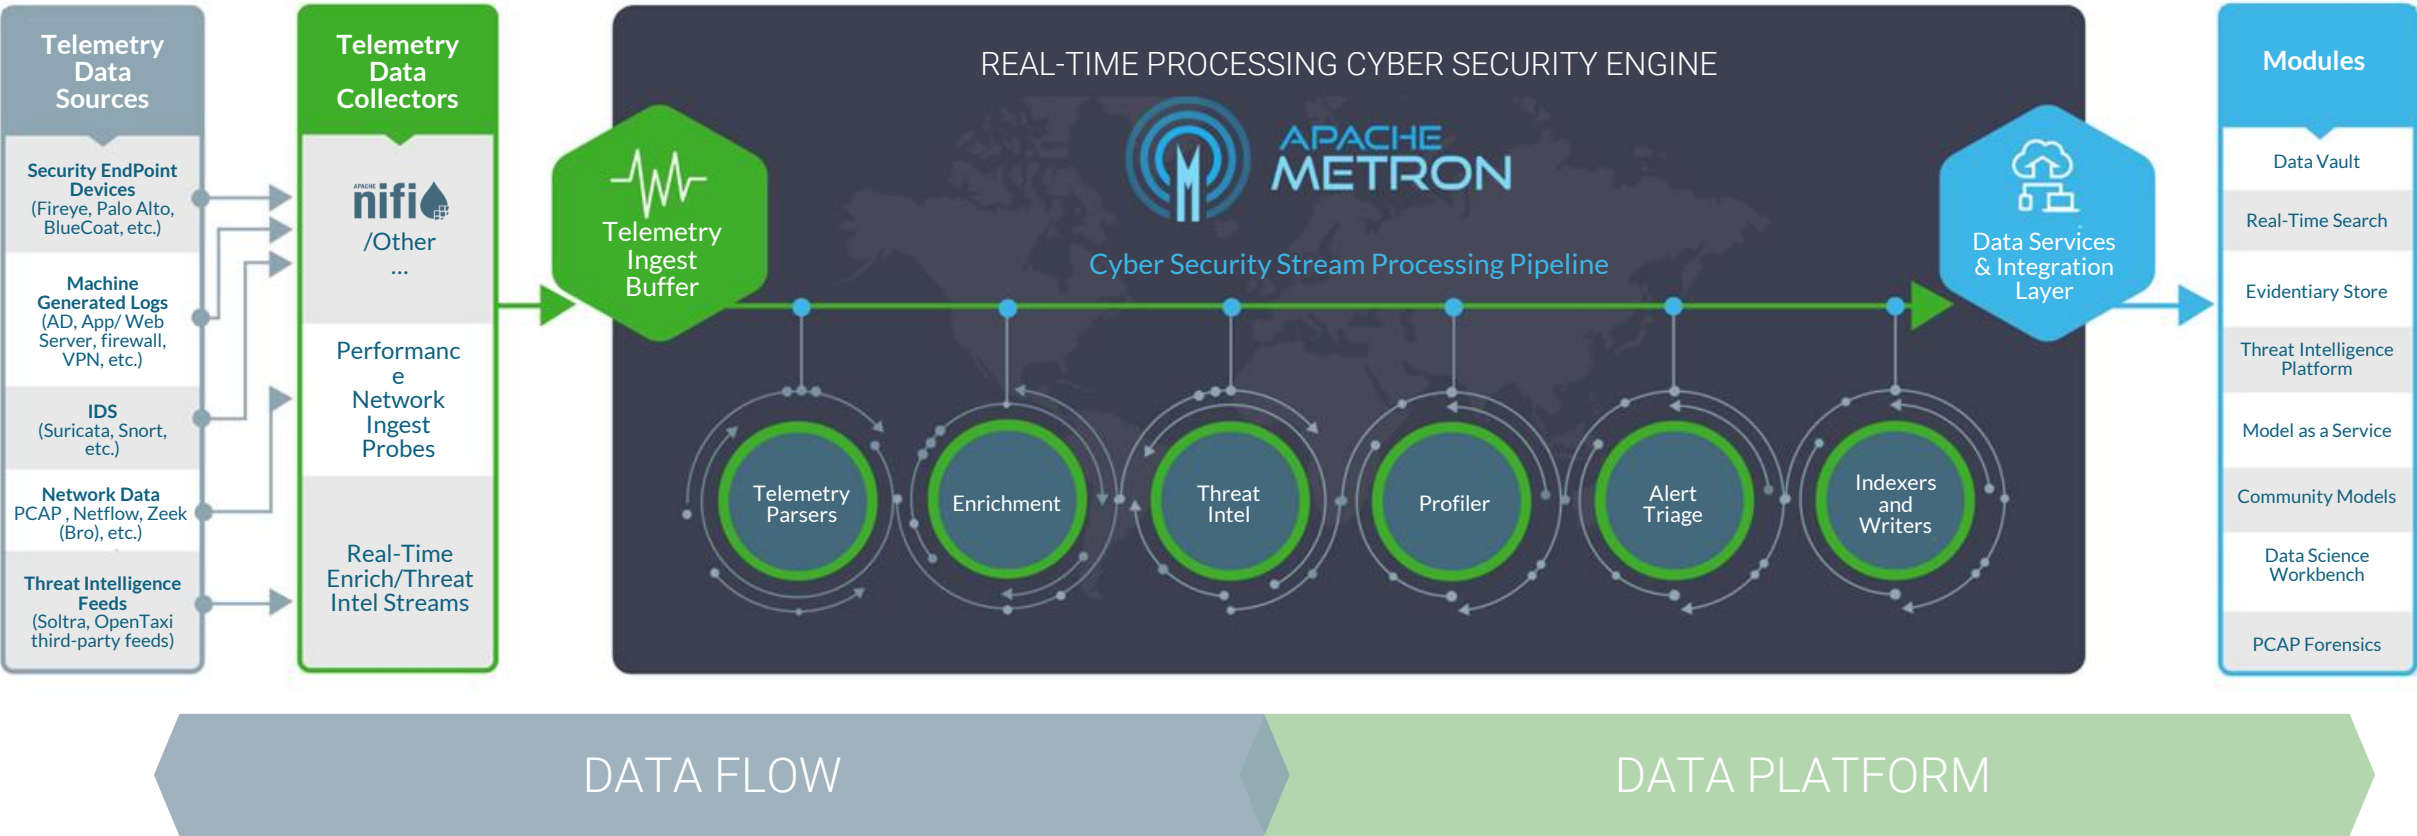 Telemetry
Data
Sources
Security EndPoint
Devices
(Fireye, Palo Alto,
BlueCoat, etc.)
Machine
Generated Logs
(AD, App/ Web
Server, firewall,
VPN, etc.)
IDS
(Suricata, Snort,
etc.)
Network Data
PCAP , Netflow, Zeek
(Bro), etc.)
Threat Intelligence
Feeds
(Soltra, OpenTaxi
third-party feeds)
Telemetry
Data
Collectors
APACHE
nifi
/Other
...
Performanc
e
Network
Ingest
Probes
Real-Time
Enrich/Threat
Intel Streams
Telemetry
Ingest
Buffer
REAL-TIME PROCESSING CYBER SECURITY ENGINE
APACHE
METRON
Cyber Security Stream Processing Pipeline
Telemetry
Parsers
Enrichment
Threat
Intel
Profiler
Alert
Triage
Indexers
and
Writers
Data Services
& Integration
Layer
Modules
Data Vault
Real-Time Search
Evidentiary Store
Threat Intelligence
Platform
Model as a Service
Community Models
Data Science
Workbench
PCAP Forensics
DATA FLOW
DATA PLATFORM